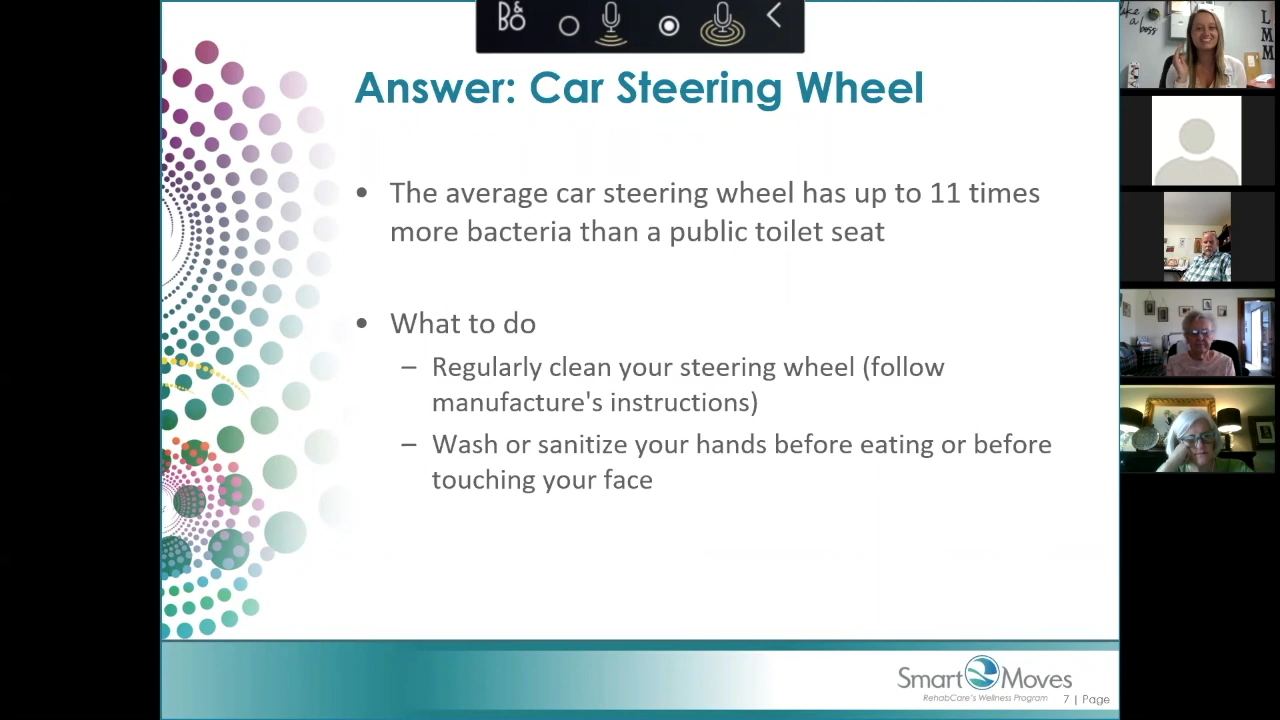 B&O
Answer: Car Steering Wheel
• The average car steering wheel has up to 11 times
more bacteria than a public toilet seat
• What to do
– Regularly clean your steering wheel (follow
manufacture's instructions)
– Wash or sanitize your hands before eating or before
touching your face
Smart Moves
RehabCare's Wellness Program
7 | Page
like
a boss
L
M
M